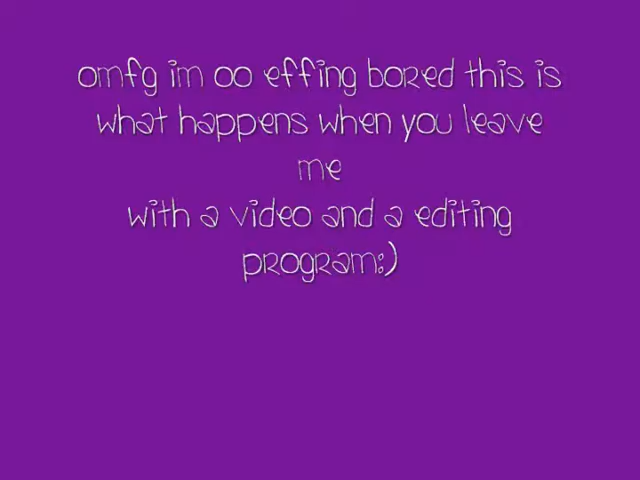 omfg im oo effing bored this is
what happens when you leave
me
with a video and a editing
program:)